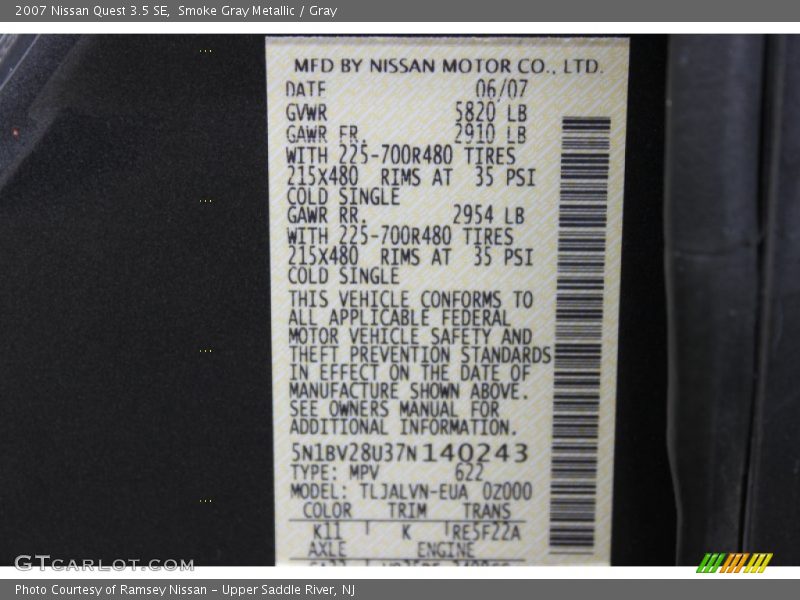 2007 Nissan Quest 3.5 SE, Smoke Gray Metallic / Gray
MFD BY NISSAN MOTOR CO., LTD.
DATE 06/07
GVWR 5820 LB
GAWR FR. 2910 LB
WITH 225-700R480 TIRES
215X480 RIMS AT 35 PSI
COLD SINGLE
GAWR RR. 2954 LB
WITH 225-700R480 TIRES
215X480 RIMS AT 35 PSI
COLD SINGLE
THIS VEHICLE CONFORMS TO
ALL APPLICABLE FEDERAL
MOTOR VEHICLE SAFETY AND
THEFT PREVENTION STANDARDS
IN EFFECT ON THE DATE OF
MANUFACTURE SHOWN ABOVE.
SEE OWNERS MANUAL FOR
ADDITIONAL INFORMATION.
5N1BV28U37N140243
TYPE: MPV 622
MODEL: TLJALVN-EUA 0Z000
COLOR TRIM TRANS
K11 K RE5F22A
AXLE ENGINE
GTCARLOT.COM
Photo Courtesy of Ramsey Nissan - Upper Saddle River, NJ